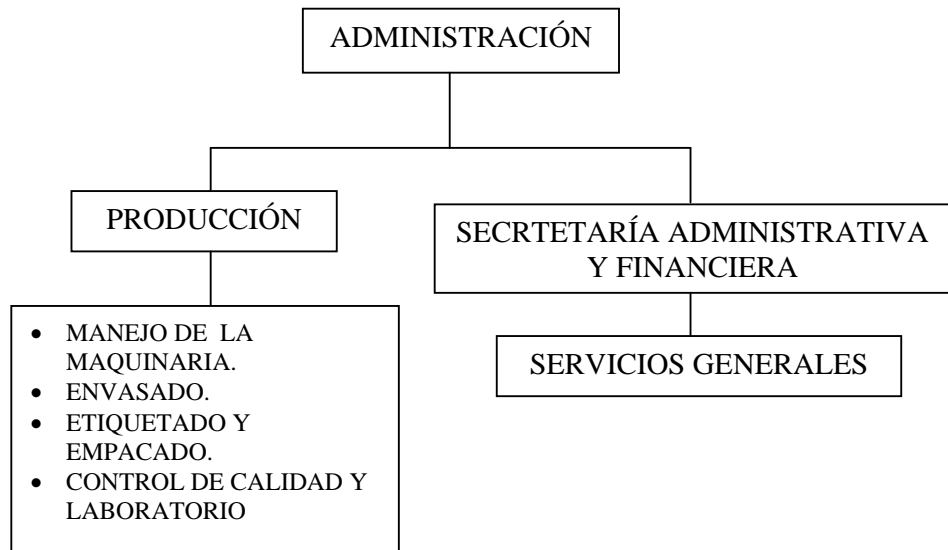 ADMINISTRACIÓN
PRODUCCIÓN
SECRTETARÍA ADMINISTRATIVA
Y FINANCIERA
• MANEJO DE LA
MAQUINARIA.
• ENVASADO.
• ETIQUETADO Y
EMPACADO.
• CONTROL DE CALIDAD Y
LABORATORIO
SERVICIOS GENERALES